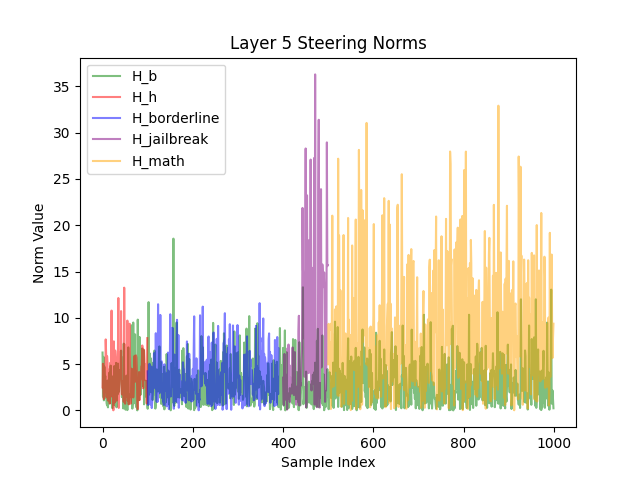 Layer 5 Steering Norms
H_b
H_h
H_borderline
H_jailbreak
H_math
Norm Value
35
30
25
20
15
10
5
0
0 200 400 600 800 1000
Sample Index